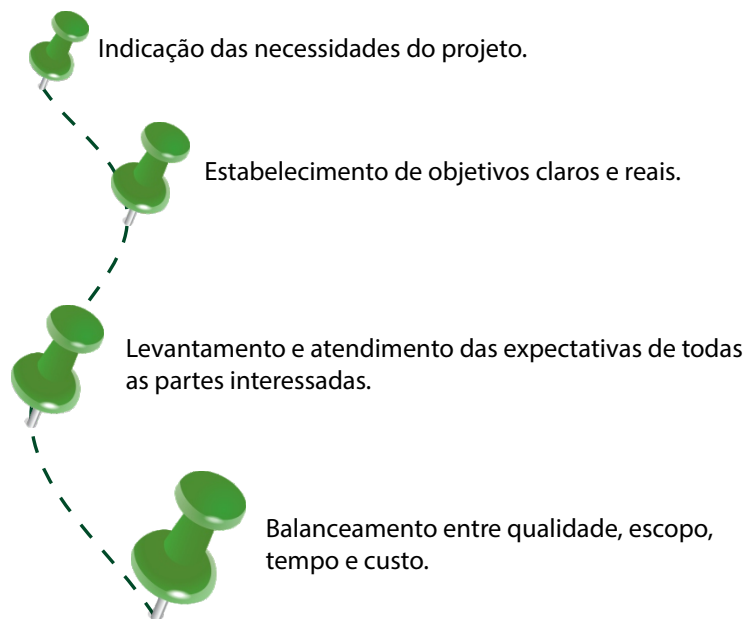 Indicação das necessidades do projeto.
Estabelecimento de objetivos claros e reais.
Levantamento e atendimento das expectativas de todas
as partes interessadas.
Balanceamento entre qualidade, escopo,
tempo e custo.